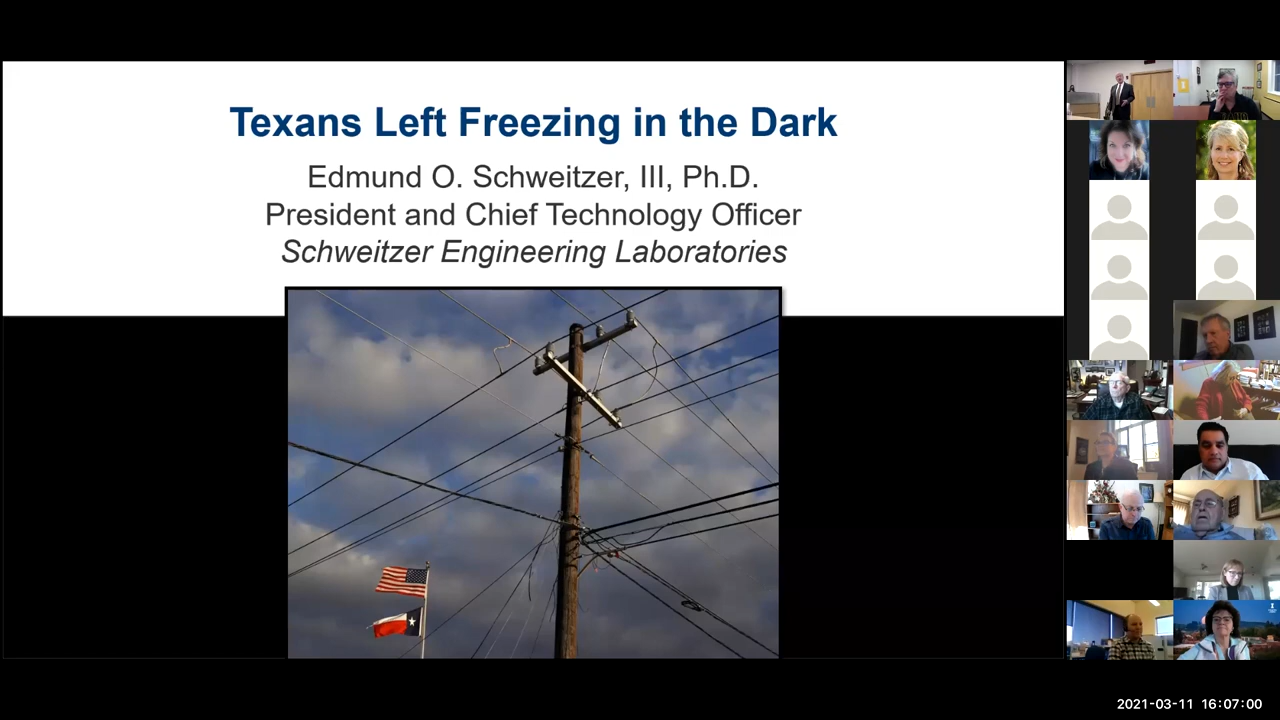 Texans Left Freezing in the Dark
Edmund O. Schweitzer, III, Ph.D.
President and Chief Technology Officer
Schweitzer Engineering Laboratories
2021-03-11 16:07:00